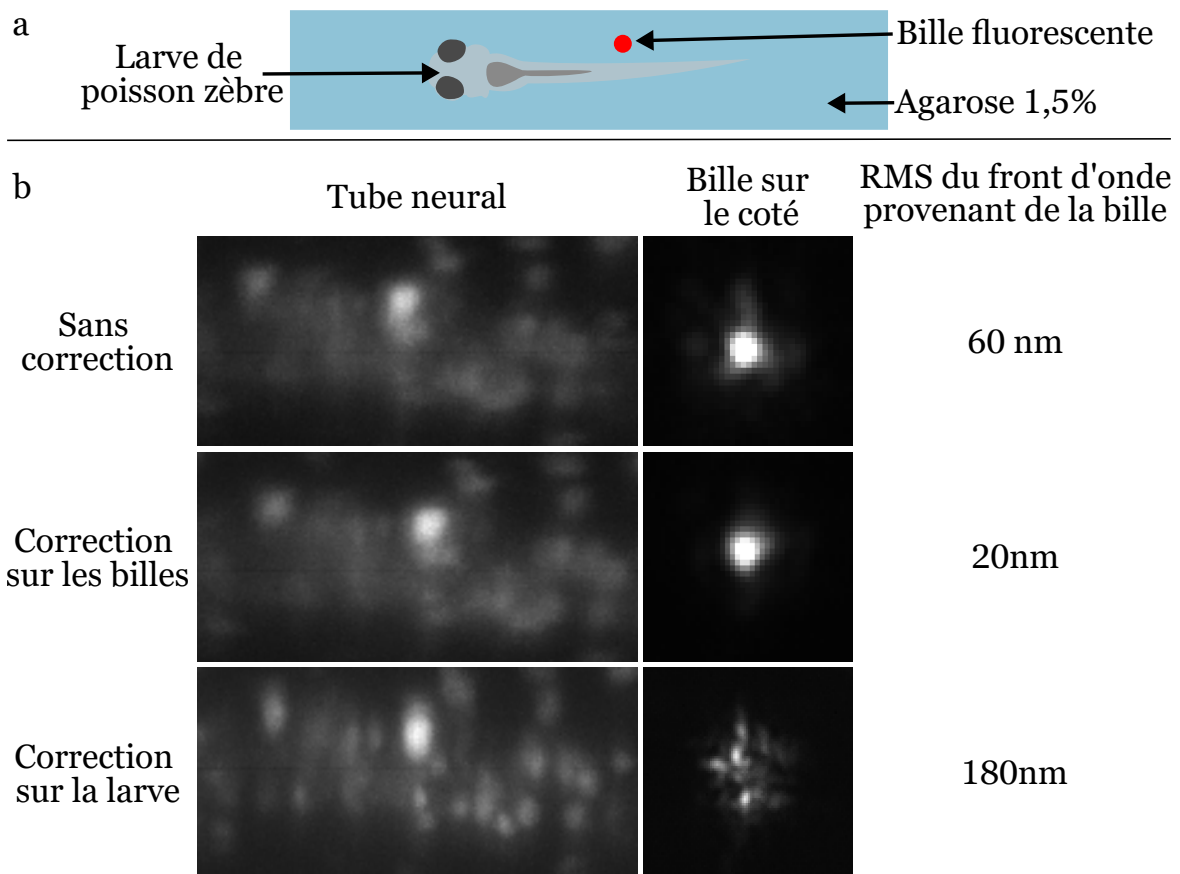 a
Larve de
poisson zèbre
Bille fluorescente
Agarose 1,5%
b
Tube neural
Bille sur
le coté
RMS du front d'onde
provenant de la bille
Sans
correction
60 nm
Correction
sur les billes
20nm
Correction
sur la larve
180nm